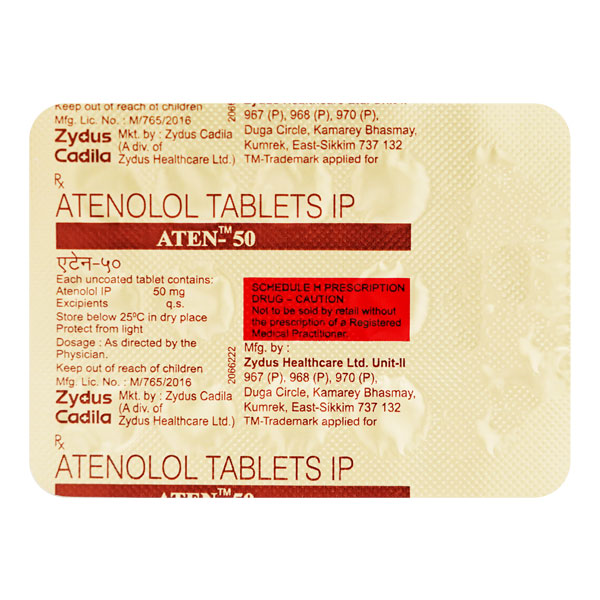 Keep out of reach of children
Mfg. Lic. No. : M/765/2016
Zydus
Cadila
Mkt. by : Zydus Cadila
(A div. of
Zydus Healthcare Ltd.)
967 (P), 968 (P), 970 (P),
Duga Circle, Kamarey Bhasmay,
Kumrek, East-Sikkim 737 132
TM-Trademark applied for
Rx
ATENOLOL TABLETS IP
ATEN-™ 50
एटेन-५०
Each uncoated tablet contains:
Atenolol IP 50 mg
Excipients q.s.
Store below 25ºC in dry place
Protect from light
Dosage : As directed by the
Physician.
Keep out of reach of children
Mfg. Lic. No. : M/765/2016
Zydus
Cadila
Mkt. by : Zydus Cadila
(A div. of
Zydus Healthcare Ltd.)
2066222
SCHEDULE H PRESCRIPTION
DRUG – CAUTION
Not to be sold by retail without
the prescription of a Registered
Medical Practitioner.
Mfg. by :
Zydus Healthcare Ltd. Unit-II
967 (P), 968 (P), 970 (P),
Duga Circle, Kamarey Bhasmay,
Kumrek, East-Sikkim 737 132
TM-Trademark applied for
Rx
ATENOLOL TABLETS IP
ATEN-™ 50